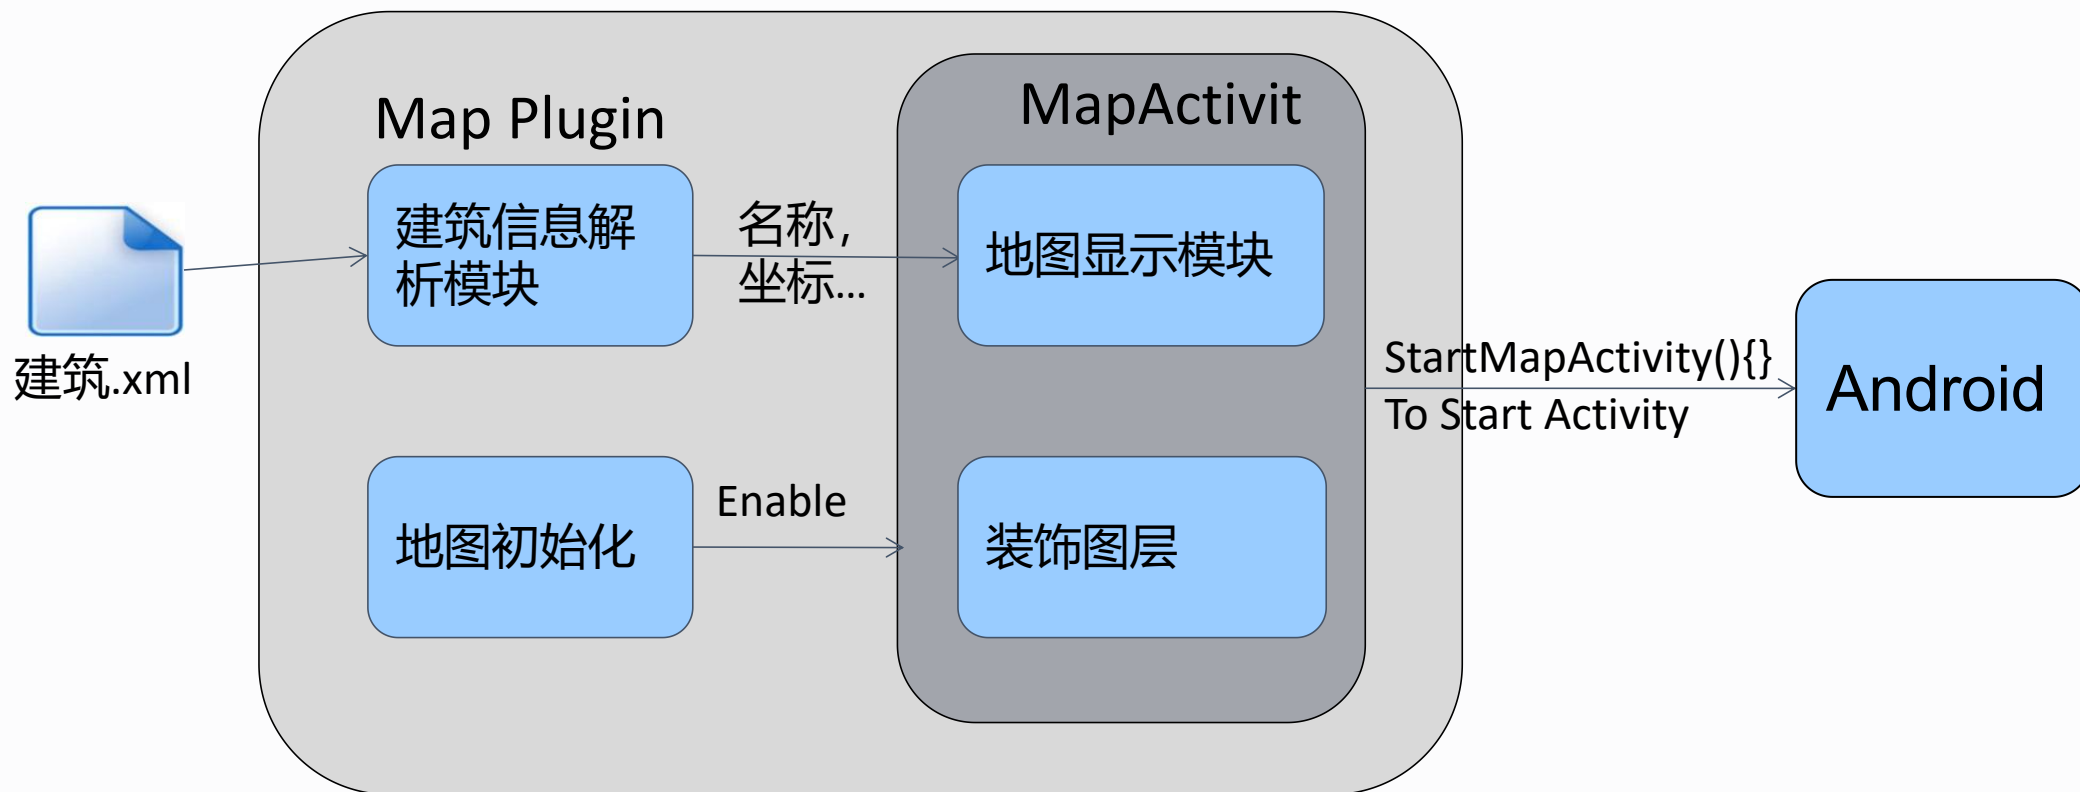 Map Plugin
MapActivit
建筑信息解
析模块
名称，
坐标...
地图显示模块
建筑.xml
StartMapActivity(){}
To Start Activity
Android
地图初始化
Enable
装饰图层